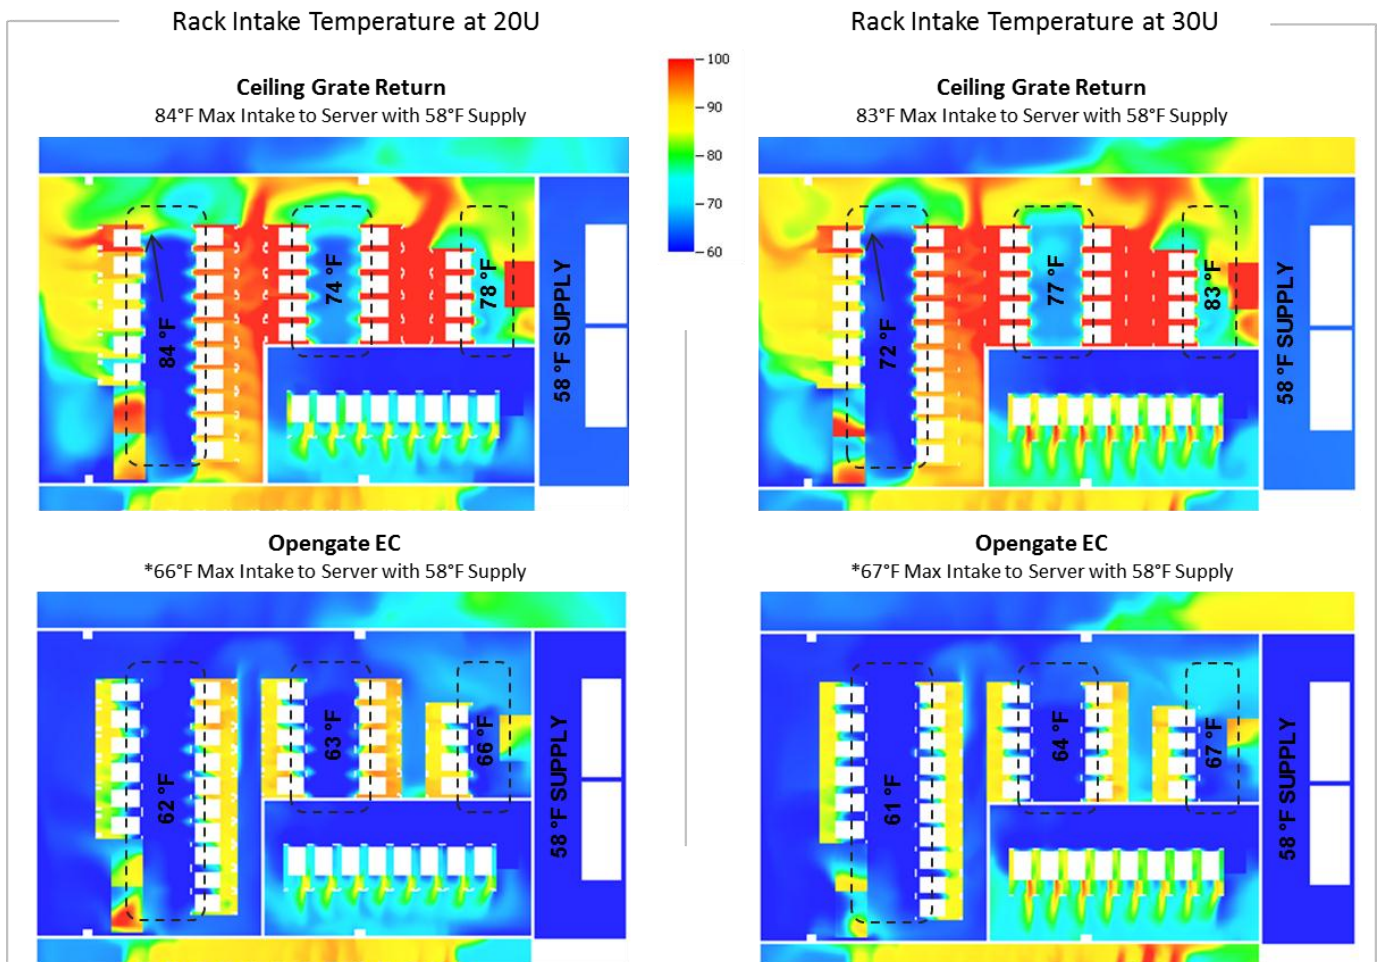 Rack Intake Temperature at 20U
Rack Intake Temperature at 30U
Ceiling Grate Return
84°F Max Intake to Server with 58°F Supply
100
90
80
70
60
Ceiling Grate Return
83°F Max Intake to Server with 58°F Supply
84 °F
74 °F
78 °F
58 °F SUPPLY
72 °F
77 °F
83 °F
58 °F SUPPLY
Opengate EC
*66°F Max Intake to Server with 58°F Supply
Opengate EC
*67°F Max Intake to Server with 58°F Supply
62 °F
63 °F
66 °F
58 °F SUPPLY
61 °F
64 °F
67 °F
58 °F SUPPLY